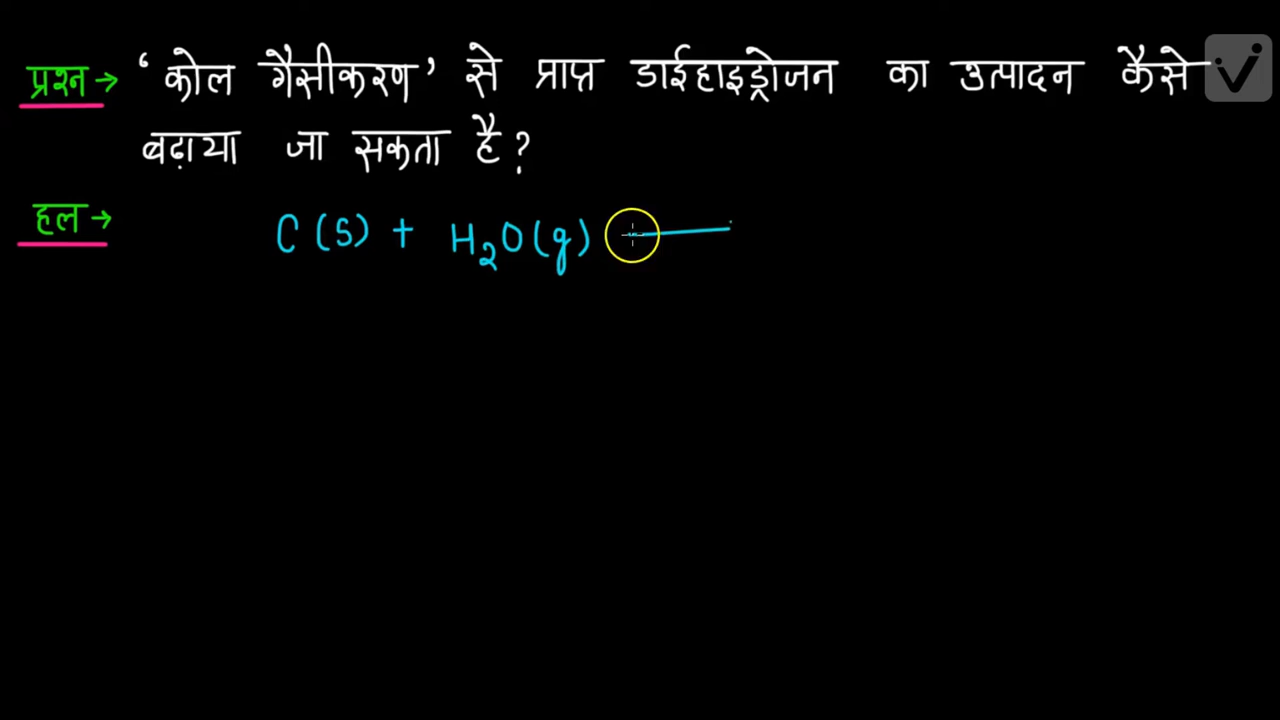 प्रश्न → ‘कोल गैसीकरण’ से प्राप्त डाईहाइड्रोजन का उत्पादन कैसे
बढ़ाया जा सकता है?
हल → C (s) + H₂O (g)